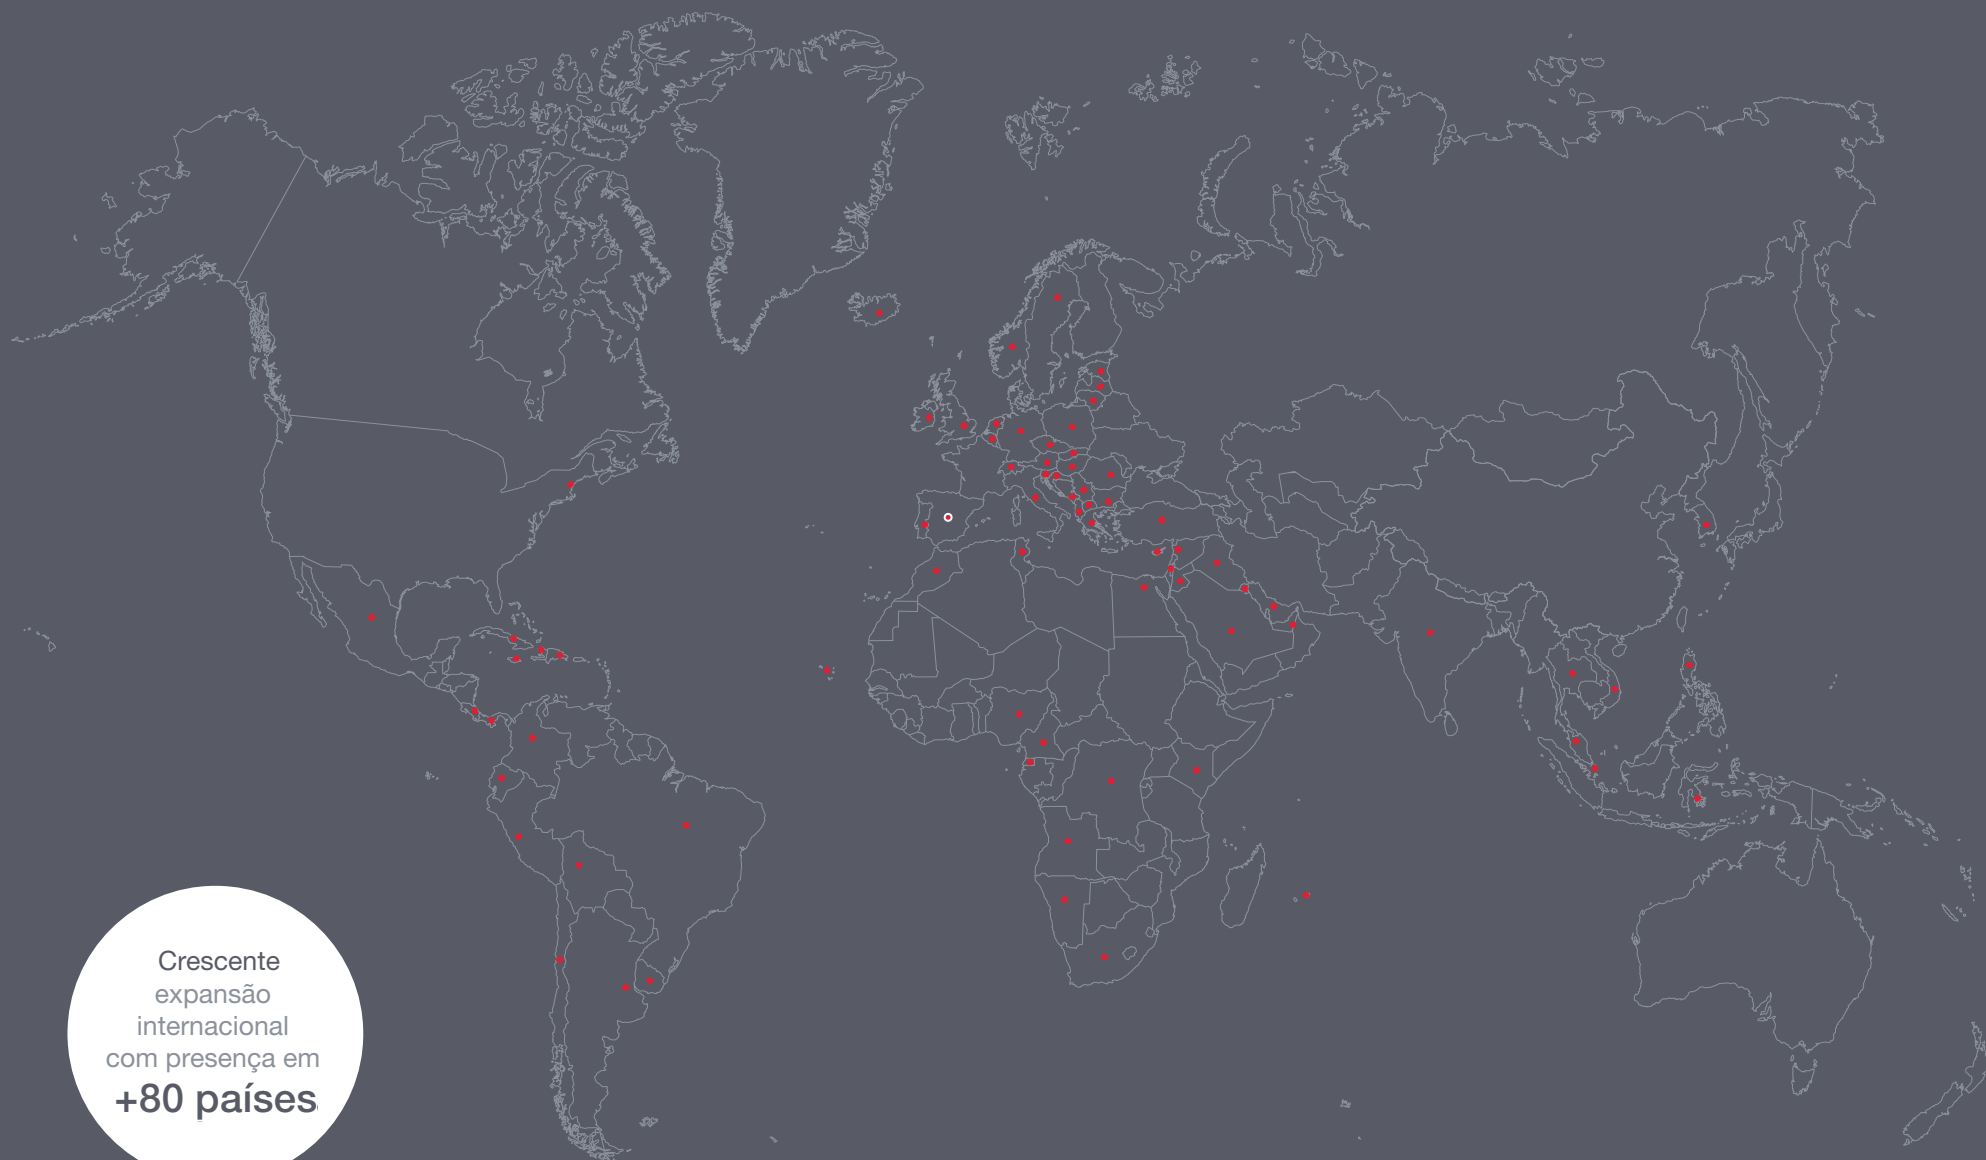 Crescente
expansão
internacional
com presença em
+80 países